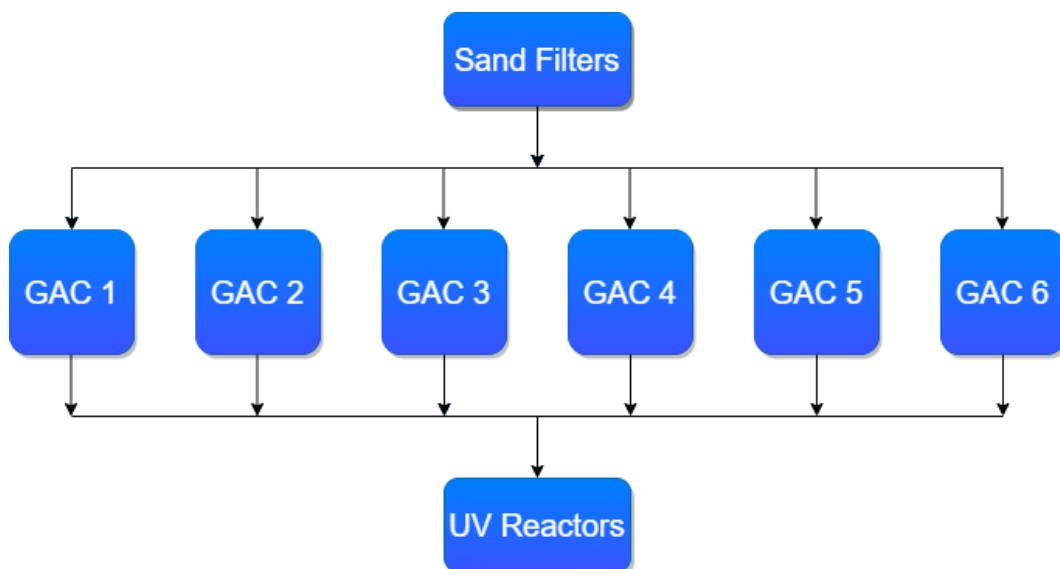 Sand Filters
GAC 1
GAC 2
GAC 3
GAC 4
GAC 5
GAC 6
UV Reactors